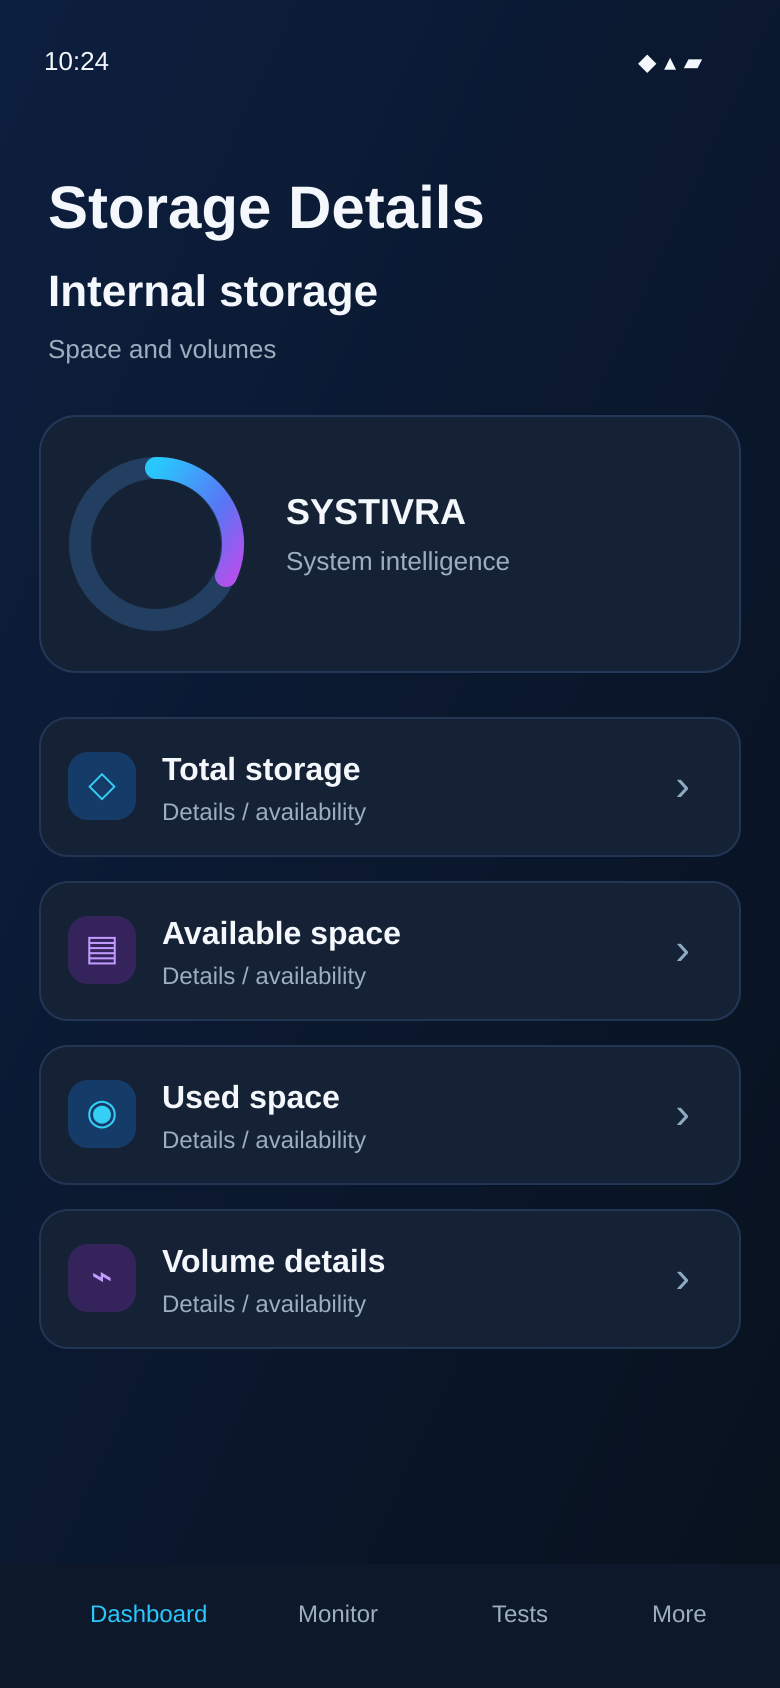 10:24
Storage Details
Internal storage
Space and volumes
SYSTIVRA
System intelligence
Total storage
Details / availability
Available space
Details / availability
Used space
Details / availability
Volume details
Details / availability
Dashboard Monitor Tests More